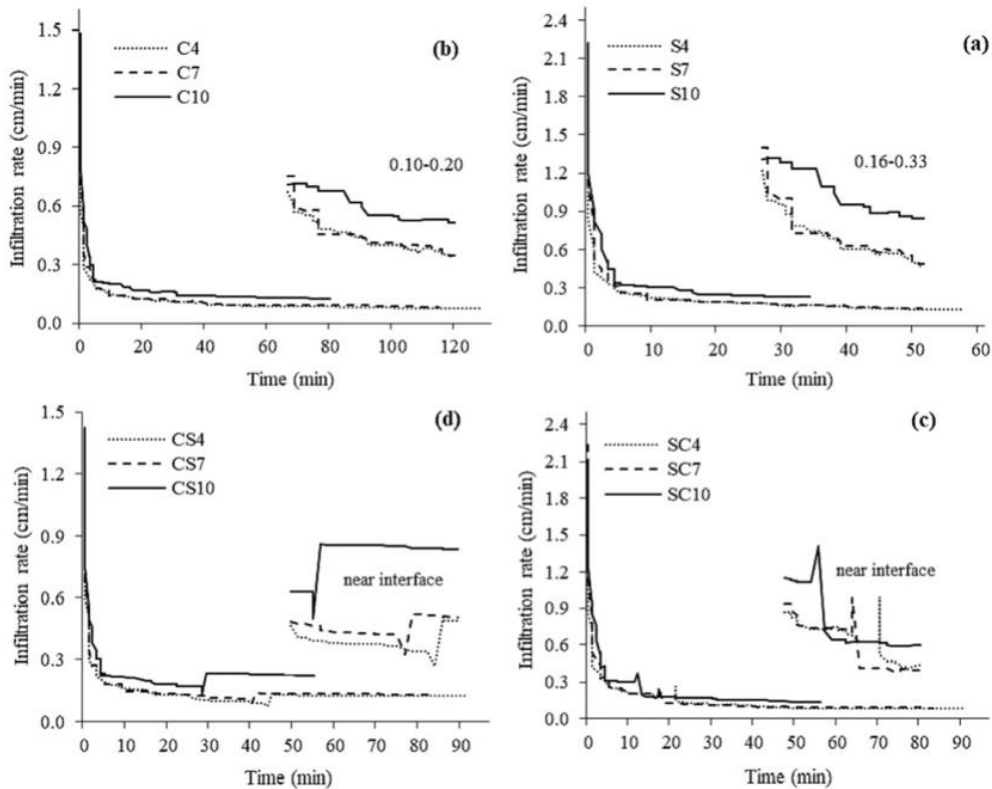 (b)
C4
C7
C10
0.10-0.20
Infiltration rate (cm/min)
1.5
1.2
0.9
0.6
0.3
0.0
0 20 40 60 80 100 120
Time (min)
(a)
S4
S7
S10
0.16-0.33
Infiltration rate (cm/min)
2.4
2.1
1.8
1.5
1.2
0.9
0.6
0.3
0.0
0 10 20 30 40 50 60
Time (min)
(d)
CS4
CS7
CS10
near interface
Infiltration rate (cm/min)
1.5
1.2
0.9
0.6
0.3
0.0
0 10 20 30 40 50 60 70 80 90
Time (min)
(c)
SC4
SC7
SC10
near interface
Infiltration rate (cm/min)
2.4
2.1
1.8
1.5
1.2
0.9
0.6
0.3
0.0
0 10 20 30 40 50 60 70 80 90
Time (min)